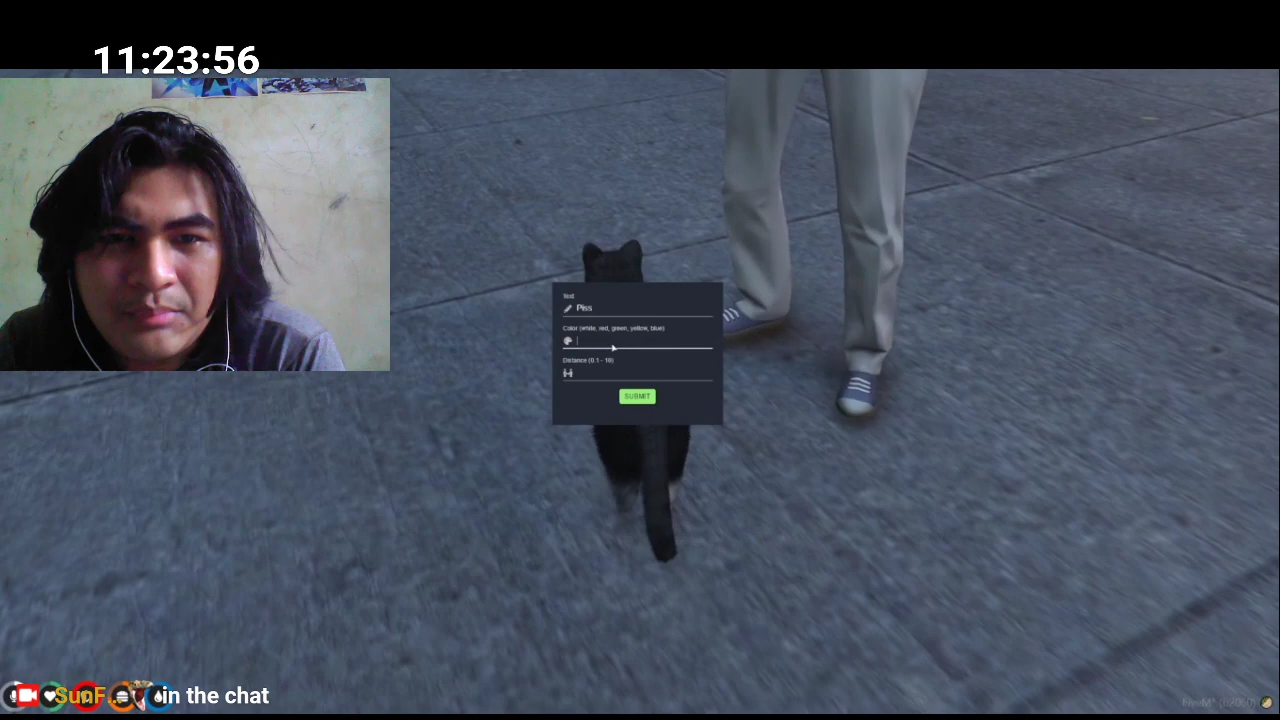 11:23:56
Text
Piss
Color (white, red, green, yellow, blue)
Distance (0.1 - 10)
SUBMIT
SunF
in the chat